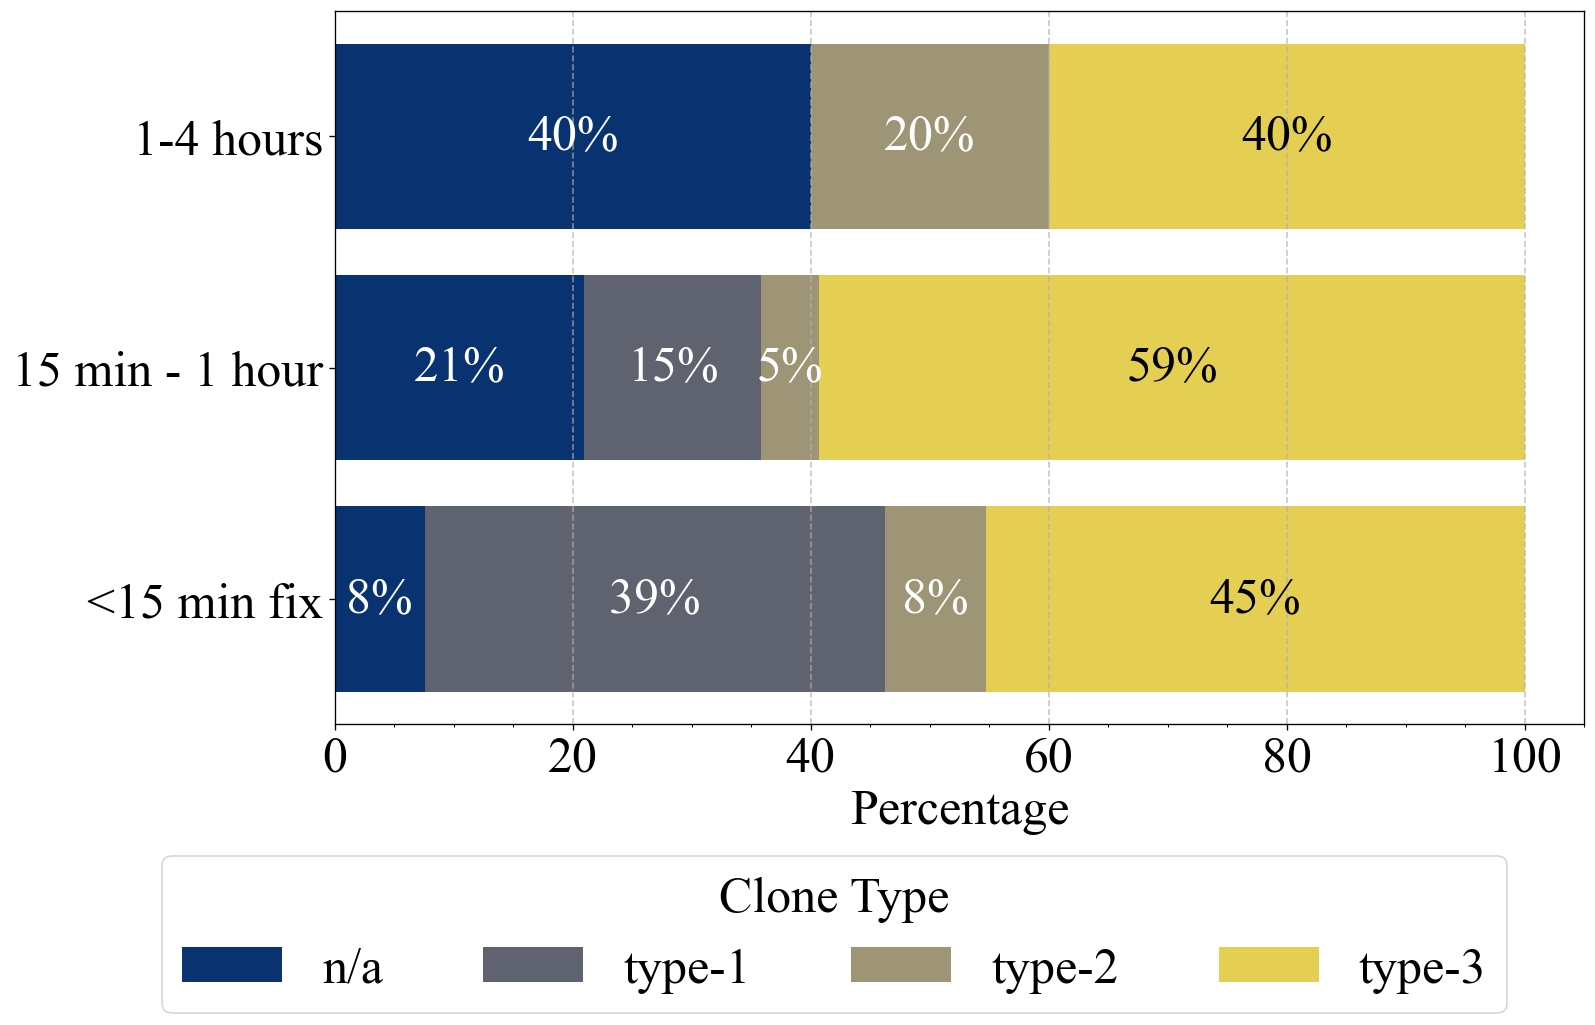 1-4 hours 40% 20% 40%
15 min - 1 hour 21% 15% 5% 59%
<15 min fix 8% 39% 8% 45%
0 20 40 60 80 100
Percentage
Clone Type
n/a type-1 type-2 type-3